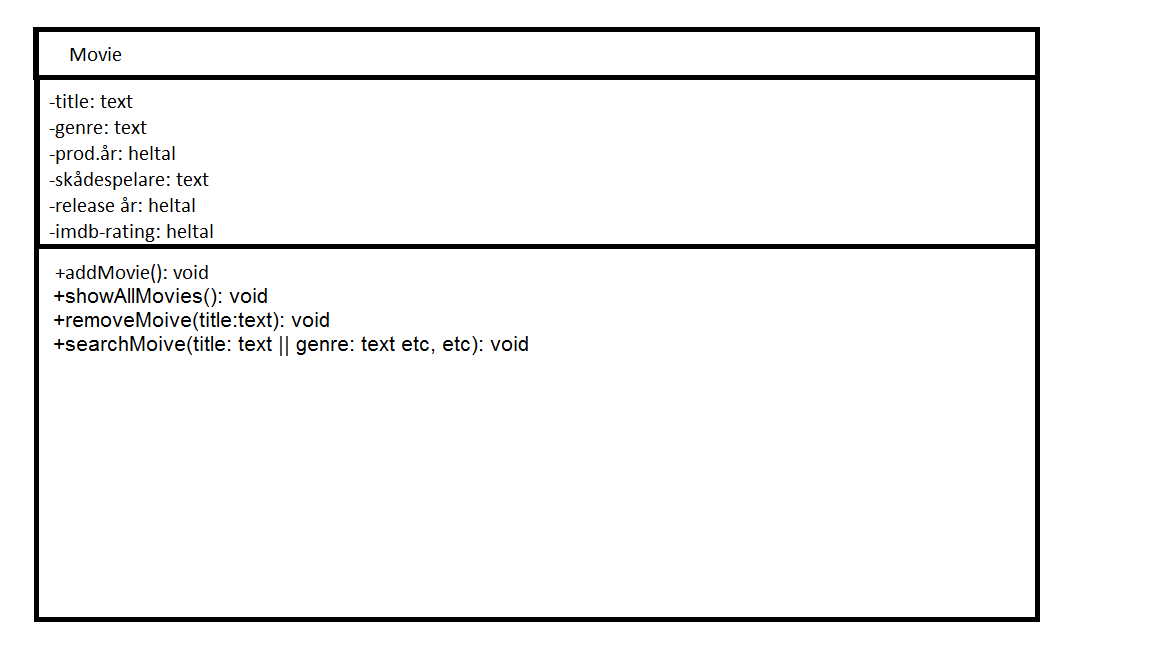 Movie
-title: text
-genre: text
-prod.år: heltal
-skådespelare: text
-release år: heltal
-imdb-rating: heltal
+addMovie(): void
+showAllMovies(): void
+removeMoive(title:text): void
+searchMoive(title: text || genre: text etc, etc): void